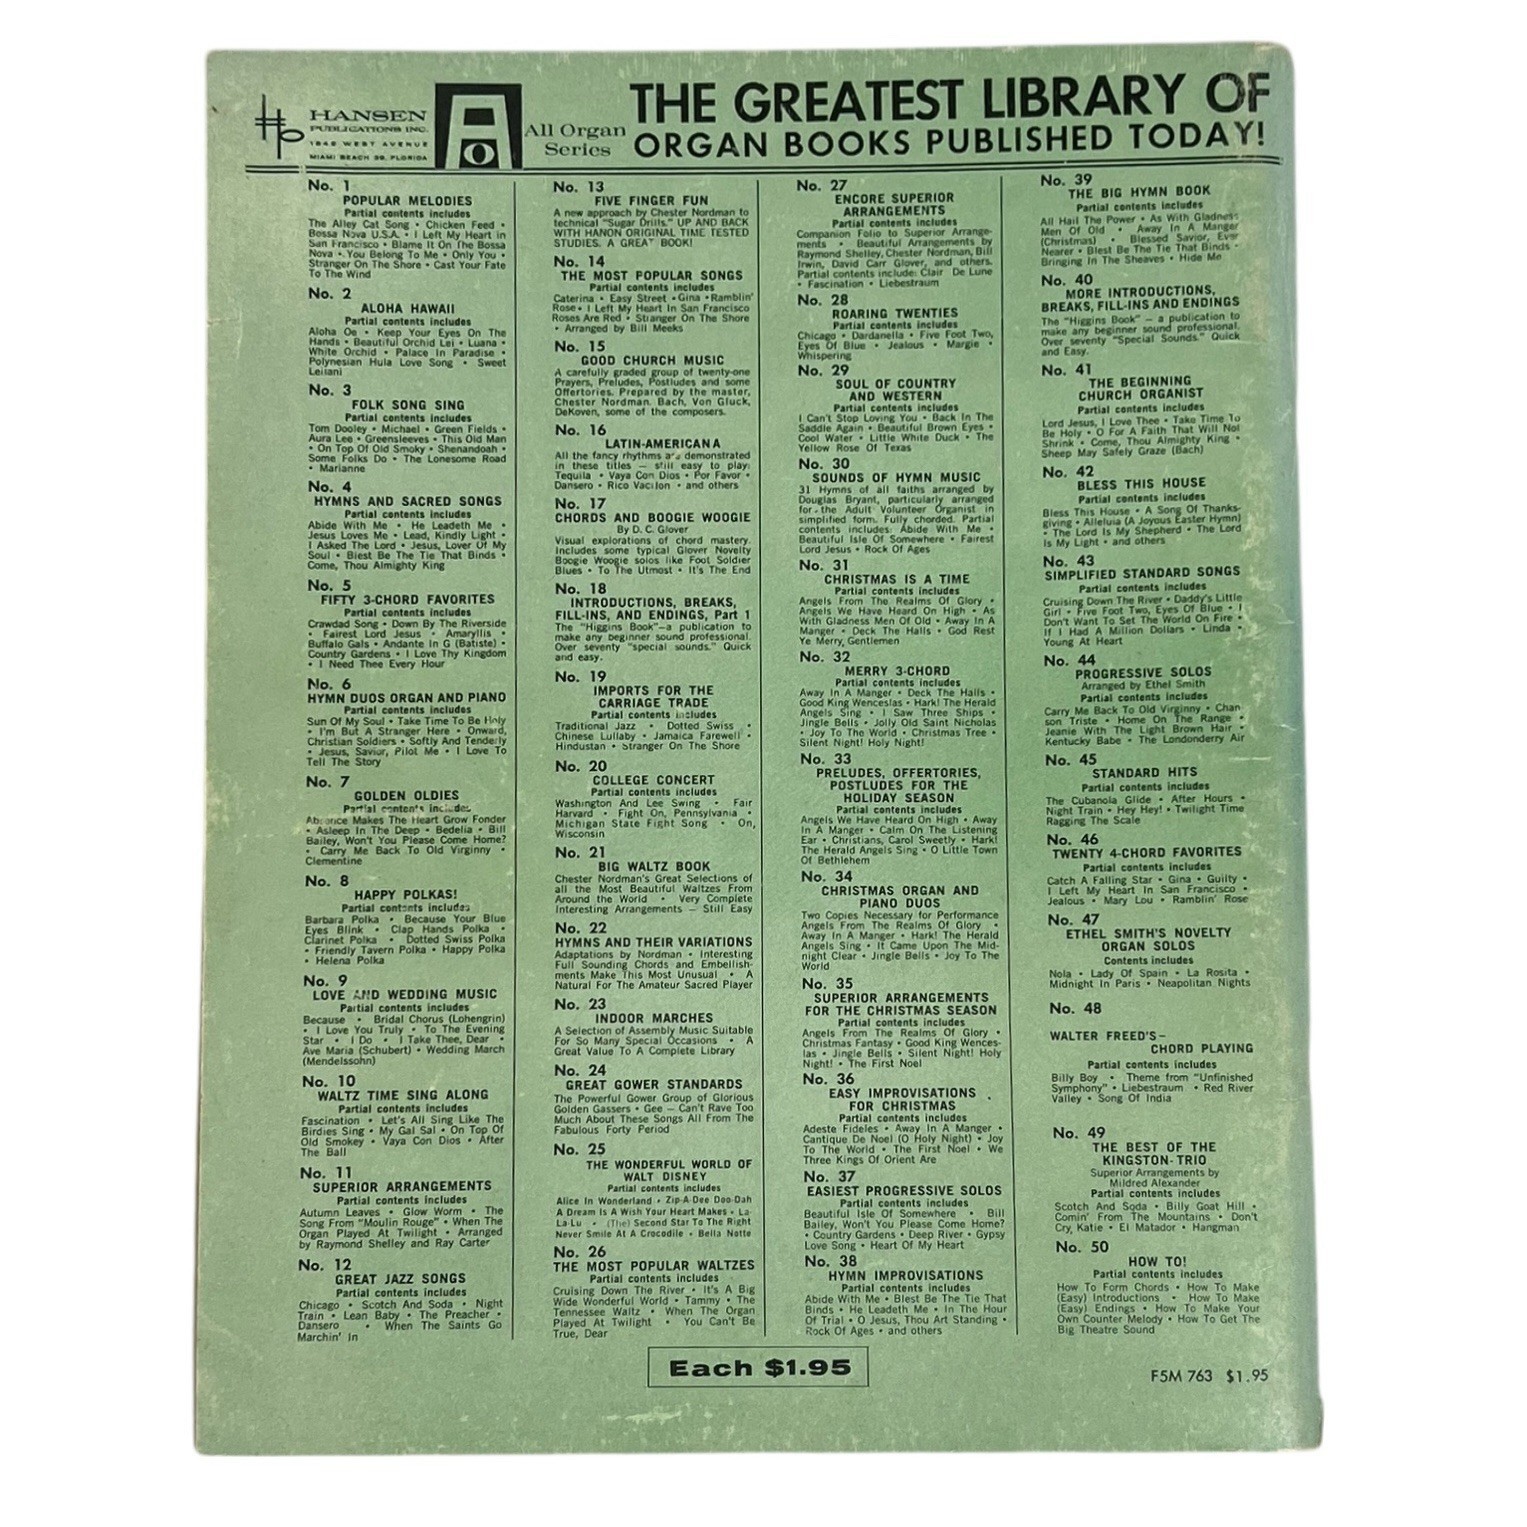 HANSEN
PUBLICATIONS INC.
1842 WEST AVENUE
MIAMI BEACH 39, FLORIDA
All Organ
Series
THE GREATEST LIBRARY OF
ORGAN BOOKS PUBLISHED TODAY!
No. 1
POPULAR MELODIES
Partial contents includes
The Alley Cat Song • Chicken Feed •
Bossa Nova U.S.A. • I Left My Heart in
San Francisco • Blame It On The Bossa
Nova • You Belong To Me • Only You •
Stranger On The Shore • Cast Your Fate
To The Wind
No. 2
ALOHA HAWAII
Partial contents includes
Aloha Oe • Keep Your Eyes On The
Hands • Beautiful Orchid Lei • Luana •
White Orchid • Palace In Paradise •
Polynesian Hula Love Song • Sweet
Leilani
No. 3
FOLK SONG SING
Partial contents includes
Tom Dooley • Michael • Green Fields •
Aura Lee • Greensleeves • This Old Man
• On Top Of Old Smoky • Shenandoah •
Some Folks Do • The Lonesome Road
• Marianne
No. 4
HYMNS AND SACRED SONGS
Partial contents includes
Abide With Me • He Leadeth Me •
Jesus Loves Me • Lead, Kindly Light •
I Asked The Lord • Jesus, Lover Of My
Soul • Blest Be The Tie That Binds •
Come, Thou Almighty King
No. 5
FIFTY 3-CHORD FAVORITES
Partial contents includes
Crawdad Song • Down By The Riverside
• Fairest Lord Jesus • Amaryllis •
Buffalo Gals • Andante In G (Batiste) •
Country Gardens • I Love Thy Kingdom
• I Need Thee Every Hour
No. 6
HYMN DUOS ORGAN AND PIANO
Partial contents includes
Sun Of My Soul • Take Time To Be Holy
• I'm But A Stranger Here • Onward,
Christian Soldiers • Softly And Tenderly
• Jesus, Savior, Pilot Me • I Love To
Tell The Story
No. 7
GOLDEN OLDIES
Partial contents includes
Absence Makes The Heart Grow Fonder
• Asleep In The Deep • Bedelia • Bill
Bailey, Won't You Please Come Home?
• Carry Me Back To Old Virginny •
Clementine
No. 8
HAPPY POLKAS!
Partial contents includes
Barbara Polka • Because Your Blue
Eyes Blink • Clap Hands Polka •
Clarinet Polka • Dotted Swiss Polka
• Friendly Tavern Polka • Happy Polka
• Helena Polka
No. 9
LOVE AND WEDDING MUSIC
Partial contents includes
Because • Bridal Chorus (Lohengrin)
• I Love You Truly • To The Evening
Star • I Do • I Take Thee, Dear •
Ave Maria (Schubert) • Wedding March
(Mendelssohn)
No. 10
WALTZ TIME SING ALONG
Partial contents includes
Fascination • Let's All Sing Like The
Birdies Sing • My Gal Sal • On Top Of
Old Smokey • Vaya Con Dios • After
The Ball
No. 11
SUPERIOR ARRANGEMENTS
Partial contents includes
Autumn Leaves • Glow Worm • The
Song From "Moulin Rouge" • When The
Organ Played At Twilight • Arranged
by Raymond Shelley and Ray Carter
No. 12
GREAT JAZZ SONGS
Partial contents includes
Chicago • Scotch And Soda • Night
Train • Lean Baby • The Preacher •
Dansero • When The Saints Go
Marchin' In
No. 13
FIVE FINGER FUN
A new approach by Chester Nordman to
technical "Sugar Drills." UP AND BACK
WITH HANON ORIGINAL TIME TESTED
STUDIES. A GREAT BOOK!
No. 14
THE MOST POPULAR SONGS
Partial contents includes
Caterina • Easy Street • Gina • Ramblin'
Rose • I Left My Heart In San Francisco
Roses Are Red • Stranger On The Shore
• Arranged by Bill Meeks
No. 15
GOOD CHURCH MUSIC
A carefully graded group of twenty-one
Prayers, Preludes, Postludes and some
Offertories. Prepared by the master,
Chester Nordman. Bach, Von Gluck,
DeKoven, some of the composers.
No. 16
LATIN-AMERICANA
All the fancy rhythms are demonstrated
in these titles — still easy to play:
Tequila • Vaya Con Dios • Por Favor •
Dansero • Rico Vacilon • and others
No. 17
CHORDS AND BOOGIE WOOGIE
By D. C. Glover
Visual explorations of chord mastery.
Includes some typical Glover Novelty
Boogie Woogie solos like Foot Soldier
Blues • To The Utmost • It's The End
No. 18
INTRODUCTIONS, BREAKS,
FILL-INS, AND ENDINGS, Part 1
The "Higgins Book"—a publication to
make any beginner sound professional.
Over seventy "special sounds." Quick
and easy.
No. 19
IMPORTS FOR THE
CARRIAGE TRADE
Partial contents includes
Traditional Jazz • Dotted Swiss •
Chinese Lullaby • Jamaica Farewell •
Hindustan • Stranger On The Shore
No. 20
COLLEGE CONCERT
Partial contents includes
Washington And Lee Swing • Fair
Harvard • Fight On, Pennsylvania •
Michigan State Fight Song • On,
Wisconsin
No. 21
BIG WALTZ BOOK
Chester Nordman's Great Selections of
all the Most Beautiful Waltzes From
Around the World • Very Complete
Interesting Arrangements — Still Easy
No. 22
HYMNS AND THEIR VARIATIONS
Adaptations by Nordman • Interesting
Full Sounding Chords and Embellish-
ments Make This Most Unusual • A
Natural For The Amateur Sacred Player
No. 23
INDOOR MARCHES
A Selection of Assembly Music Suitable
For So Many Special Occasions • A
Great Value To A Complete Library
No. 24
GREAT GOWER STANDARDS
The Powerful Gower Group of Glorious
Golden Gassers • Gee — Can't Rave Too
Much About These Songs All From The
Fabulous Forty Period
No. 25
THE WONDERFUL WORLD OF
WALT DISNEY
Partial contents includes
Alice In Wonderland • Zip-A-Dee Doo-Dah
A Dream Is A Wish Your Heart Makes • La-
La-Lu • (The) Second Star To The Right
Never Smile At A Crocodile • Bella Notte
No. 26
THE MOST POPULAR WALTZES
Partial contents includes
Cruising Down The River • It's A Big
Wide Wonderful World • Tammy • The
Tennessee Waltz • When The Organ
Played At Twilight • You Can't Be
True, Dear
No. 27
ENCORE SUPERIOR
ARRANGEMENTS
Partial contents includes
Companion Folio to Superior Arrange-
ments • Beautiful Arrangements by
Raymond Shelley, Chester Nordman, Bill
Irwin, David Carr Glover, and others.
Partial contents include: Clair De Lune
• Fascination • Liebestraum
No. 28
ROARING TWENTIES
Partial contents includes
Chicago • Dardanella • Five Foot Two,
Eyes Of Blue • Jealous • Margie •
Whispering
No. 29
SOUL OF COUNTRY
AND WESTERN
Partial contents includes
I Can't Stop Loving You • Back In The
Saddle Again • Beautiful Brown Eyes •
Cool Water • Little White Duck • The
Yellow Rose Of Texas
No. 30
SOUNDS OF HYMN MUSIC
31 Hymns of all faiths arranged by
Douglas Bryant, particularly arranged
for the Adult Volunteer Organist in
simplified form. Fully chorded. Partial
contents includes: Abide With Me •
Beautiful Isle Of Somewhere • Fairest
Lord Jesus • Rock Of Ages
No. 31
CHRISTMAS IS A TIME
Partial contents includes
Angels From The Realms Of Glory •
Angels We Have Heard On High • As
With Gladness Men Of Old • Away In A
Manger • Deck The Halls • God Rest
Ye Merry, Gentlemen
No. 32
MERRY 3-CHORD
Partial contents includes
Away In A Manger • Deck The Halls •
Good King Wenceslas • Hark! The Herald
Angels Sing • I Saw Three Ships •
Jingle Bells • Jolly Old Saint Nicholas
• Joy To The World • Christmas Tree •
Silent Night! Holy Night!
No. 33
PRELUDES, OFFERTORIES,
POSTLUDES FOR THE
HOLIDAY SEASON
Partial contents includes
Angels We Have Heard On High • Away
In A Manger • Calm On The Listening
Ear • Christians, Carol Sweetly • Hark!
The Herald Angels Sing • O Little Town
Of Bethlehem
No. 34
CHRISTMAS ORGAN AND
PIANO DUOS
Two Copies Necessary for Performance
Angels From The Realms Of Glory •
Away In A Manger • Hark! The Herald
Angels Sing • It Came Upon The Mid-
night Clear • Jingle Bells • Joy To The
World
No. 35
SUPERIOR ARRANGEMENTS
FOR THE CHRISTMAS SEASON
Partial contents includes
Angels From The Realms Of Glory •
Christmas Fantasy • Good King Wences-
las • Jingle Bells • Silent Night! Holy
Night! • The First Noel
No. 36
EASY IMPROVISATIONS
FOR CHRISTMAS
Partial contents includes
Adeste Fideles • Away In A Manger •
Cantique De Noel (O Holy Night) • Joy
To The World • The First Noel • We
Three Kings Of Orient Are
No. 37
EASIEST PROGRESSIVE SOLOS
Partial contents includes
Beautiful Isle Of Somewhere • Bill
Bailey, Won't You Please Come Home?
• Country Gardens • Deep River • Gypsy
Love Song • Heart Of My Heart
No. 38
HYMN IMPROVISATIONS
Partial contents includes
Abide With Me • Blest Be The Tie That
Binds • He Leadeth Me • In The Hour
Of Trial • O Jesus, Thou Art Standing •
Rock Of Ages • and others
No. 39
THE BIG HYMN BOOK
Partial contents includes
All Hail The Power • As With Gladness
Men Of Old • Away In A Manger
(Christmas) • Blessed Savior, Ever
Nearer • Blest Be The Tie That Binds •
Bringing In The Sheaves • Hide Me
No. 40
MORE INTRODUCTIONS,
BREAKS, FILL-INS AND ENDINGS
The "Higgins Book" — a publication to
make any beginner sound professional.
Over seventy "Special Sounds." Quick
and Easy.
No. 41
THE BEGINNING
CHURCH ORGANIST
Partial contents includes
Lord Jesus, I Love Thee • Take Time To
Be Holy • O For A Faith That Will Not
Shrink • Come, Thou Almighty King •
Sheep May Safely Graze (Bach)
No. 42
BLESS THIS HOUSE
Partial contents includes
Bless This House • A Song Of Thanks-
giving • Alleluia (A Joyous Easter Hymn)
• The Lord Is My Shepherd • The Lord
Is My Light • and others
No. 43
SIMPLIFIED STANDARD SONGS
Partial contents includes
Cruising Down The River • Daddy's Little
Girl • Five Foot Two, Eyes Of Blue • I
Don't Want To Set The World On Fire •
If I Had A Million Dollars • Linda •
Young At Heart
No. 44
PROGRESSIVE SOLOS
Arranged by Ethel Smith
Partial contents includes
Carry Me Back To Old Virginny • Chan-
son Triste • Home On The Range •
Jeanie With The Light Brown Hair •
Kentucky Babe • The Londonderry Air
No. 45
STANDARD HITS
Partial contents includes
The Cubanola Glide • After Hours •
Night Train • Hey Hey! • Twilight Time
Ragging The Scale
No. 46
TWENTY 4-CHORD FAVORITES
Partial contents includes
Catch A Falling Star • Gina • Guilty •
I Left My Heart In San Francisco •
Jealous • Mary Lou • Ramblin' Rose
No. 47
ETHEL SMITH'S NOVELTY
ORGAN SOLOS
Contents includes
Nola • Lady Of Spain • La Rosita •
Midnight In Paris • Neapolitan Nights
No. 48
WALTER FREED'S—
CHORD PLAYING
Partial contents includes
Billy Boy • Theme from "Unfinished
Symphony" • Liebestraum • Red River
Valley • Song Of India
No. 49
THE BEST OF THE
KINGSTON-TRIO
Superior Arrangements by
Mildred Alexander
Partial contents includes
Scotch And Soda • Billy Goat Hill •
Comin' From The Mountains • Don't
Cry, Katie • El Matador • Hangman
No. 50
HOW TO!
Partial contents includes
How To Form Chords • How To Make
(Easy) Introductions • How To Make
(Easy) Endings • How To Make Your
Own Counter Melody • How To Get The
Big Theatre Sound
Each $1.95
F5M 763 $1.95